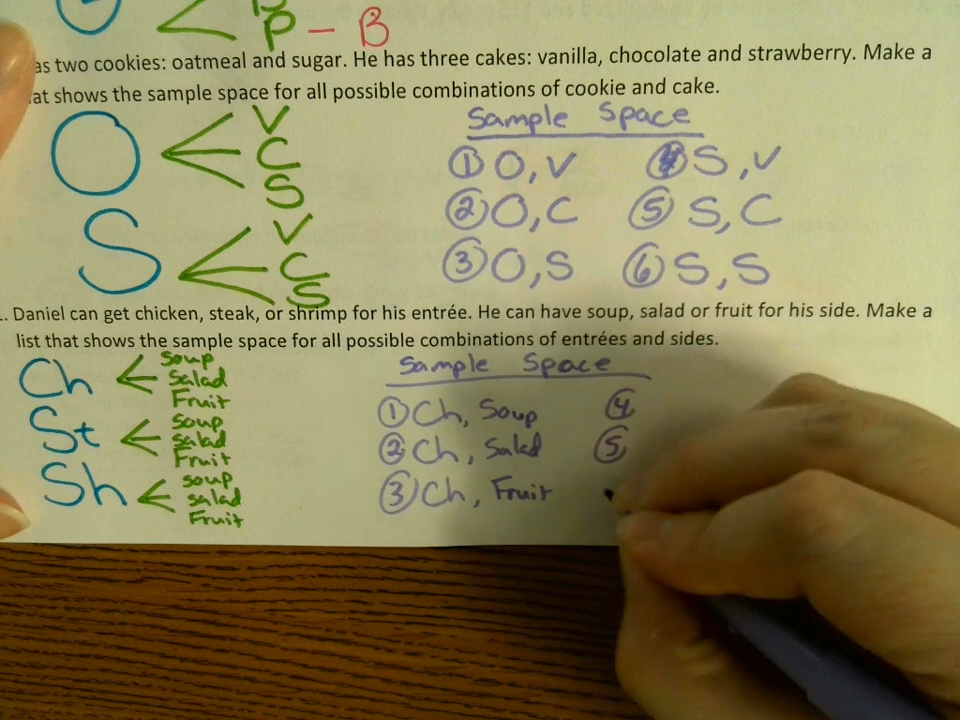 P – B
as two cookies: oatmeal and sugar. He has three cakes: vanilla, chocolate and strawberry. Make a
at shows the sample space for all possible combinations of cookie and cake.
O < V
C
S
S < V
C
S
Sample Space
① O, V ④ S, V
② O, C ⑤ S, C
③ O, S ⑥ S, S
. Daniel can get chicken, steak, or shrimp for his entrée. He can have soup, salad or fruit for his side. Make a
list that shows the sample space for all possible combinations of entrées and sides.
Ch < Soup
Salad
Fruit
St < Soup
salad
Fruit
Sh < soup
salad
Fruit
Sample Space
① Ch, Soup ④
② Ch, Salad ⑤
③ Ch, Fruit